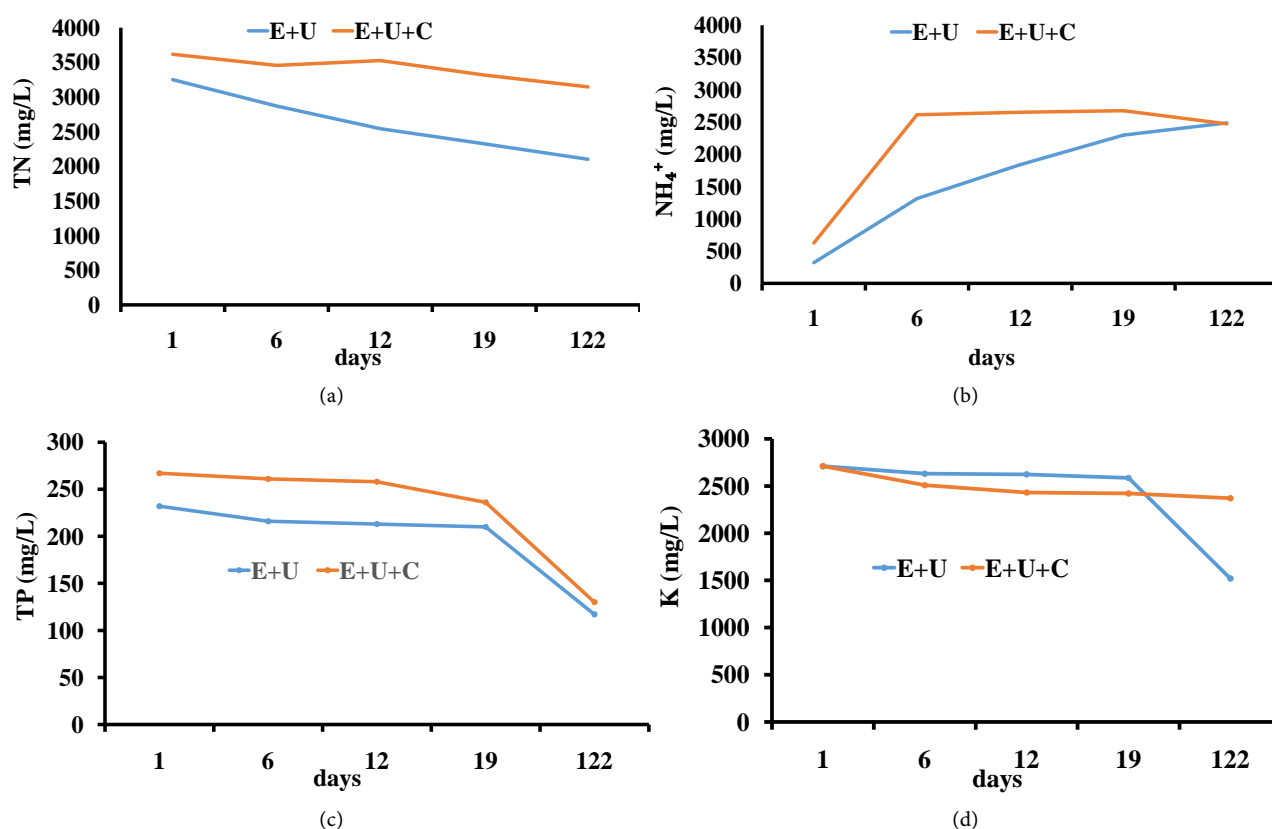 E+U E+U+C
TN (mg/L)
4000
3500
3000
2500
2000
1500
1000
500
0
1 6 12 19 122
days
(a)
E+U E+U+C
NH₄⁺ (mg/L)
4000
3500
3000
2500
2000
1500
1000
500
0
1 6 12 19 122
days
(b)
E+U E+U+C
TP (mg/L)
300
250
200
150
100
50
0
1 6 12 19 122
days
(c)
E+U E+U+C
K (mg/L)
3000
2500
2000
1500
1000
500
0
1 6 12 19 122
days
(d)